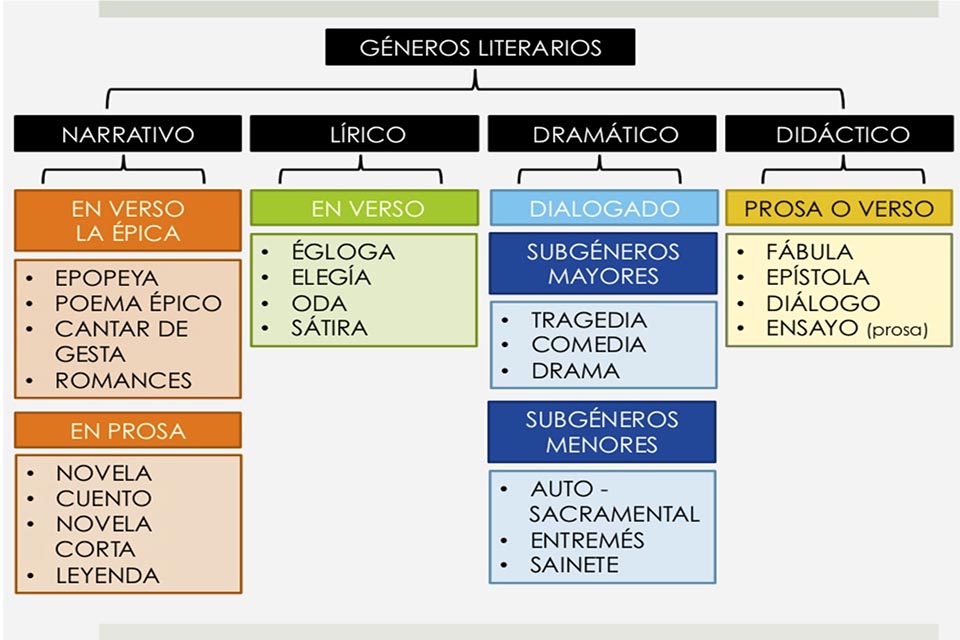 GÉNEROS LITERARIOS
NARRATIVO
EN VERSO
LA ÉPICA
• EPOPEYA
• POEMA ÉPICO
• CANTAR DE
GESTA
• ROMANCES
EN PROSA
• NOVELA
• CUENTO
• NOVELA
CORTA
• LEYENDA
LÍRICO
EN VERSO
• ÉGLOGA
• ELEGÍA
• ODA
• SÁTIRA
DRAMÁTICO
DIALOGADO
SUBGÉNEROS
MAYORES
• TRAGEDIA
• COMEDIA
• DRAMA
SUBGÉNEROS
MENORES
• AUTO -
SACRAMENTAL
• ENTREMÉS
• SAINETE
DIDÁCTICO
PROSA O VERSO
• FÁBULA
• EPÍSTOLA
• DIÁLOGO
• ENSAYO (prosa)